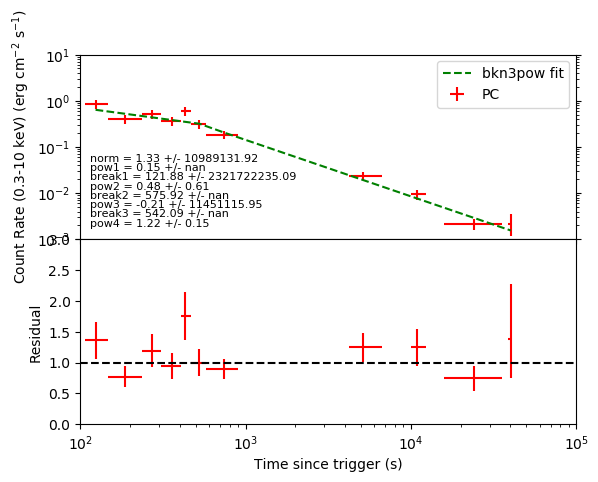 Count Rate (0.3-10 keV) (erg cm⁻² s⁻¹)
10¹
10⁰
10⁻¹
10⁻²
10⁻³
bkn3pow fit
PC
norm = 1.33 +/- 10989131.92
pow1 = 0.15 +/- nan
break1 = 121.88 +/- 2321722235.09
pow2 = 0.48 +/- 0.61
break2 = 575.92 +/- nan
pow3 = -0.21 +/- 11451115.95
break3 = 542.09 +/- nan
pow4 = 1.22 +/- 0.15
Residual
3.0
2.5
2.0
1.5
1.0
0.5
0.0
10² 10³ 10⁴ 10⁵
Time since trigger (s)